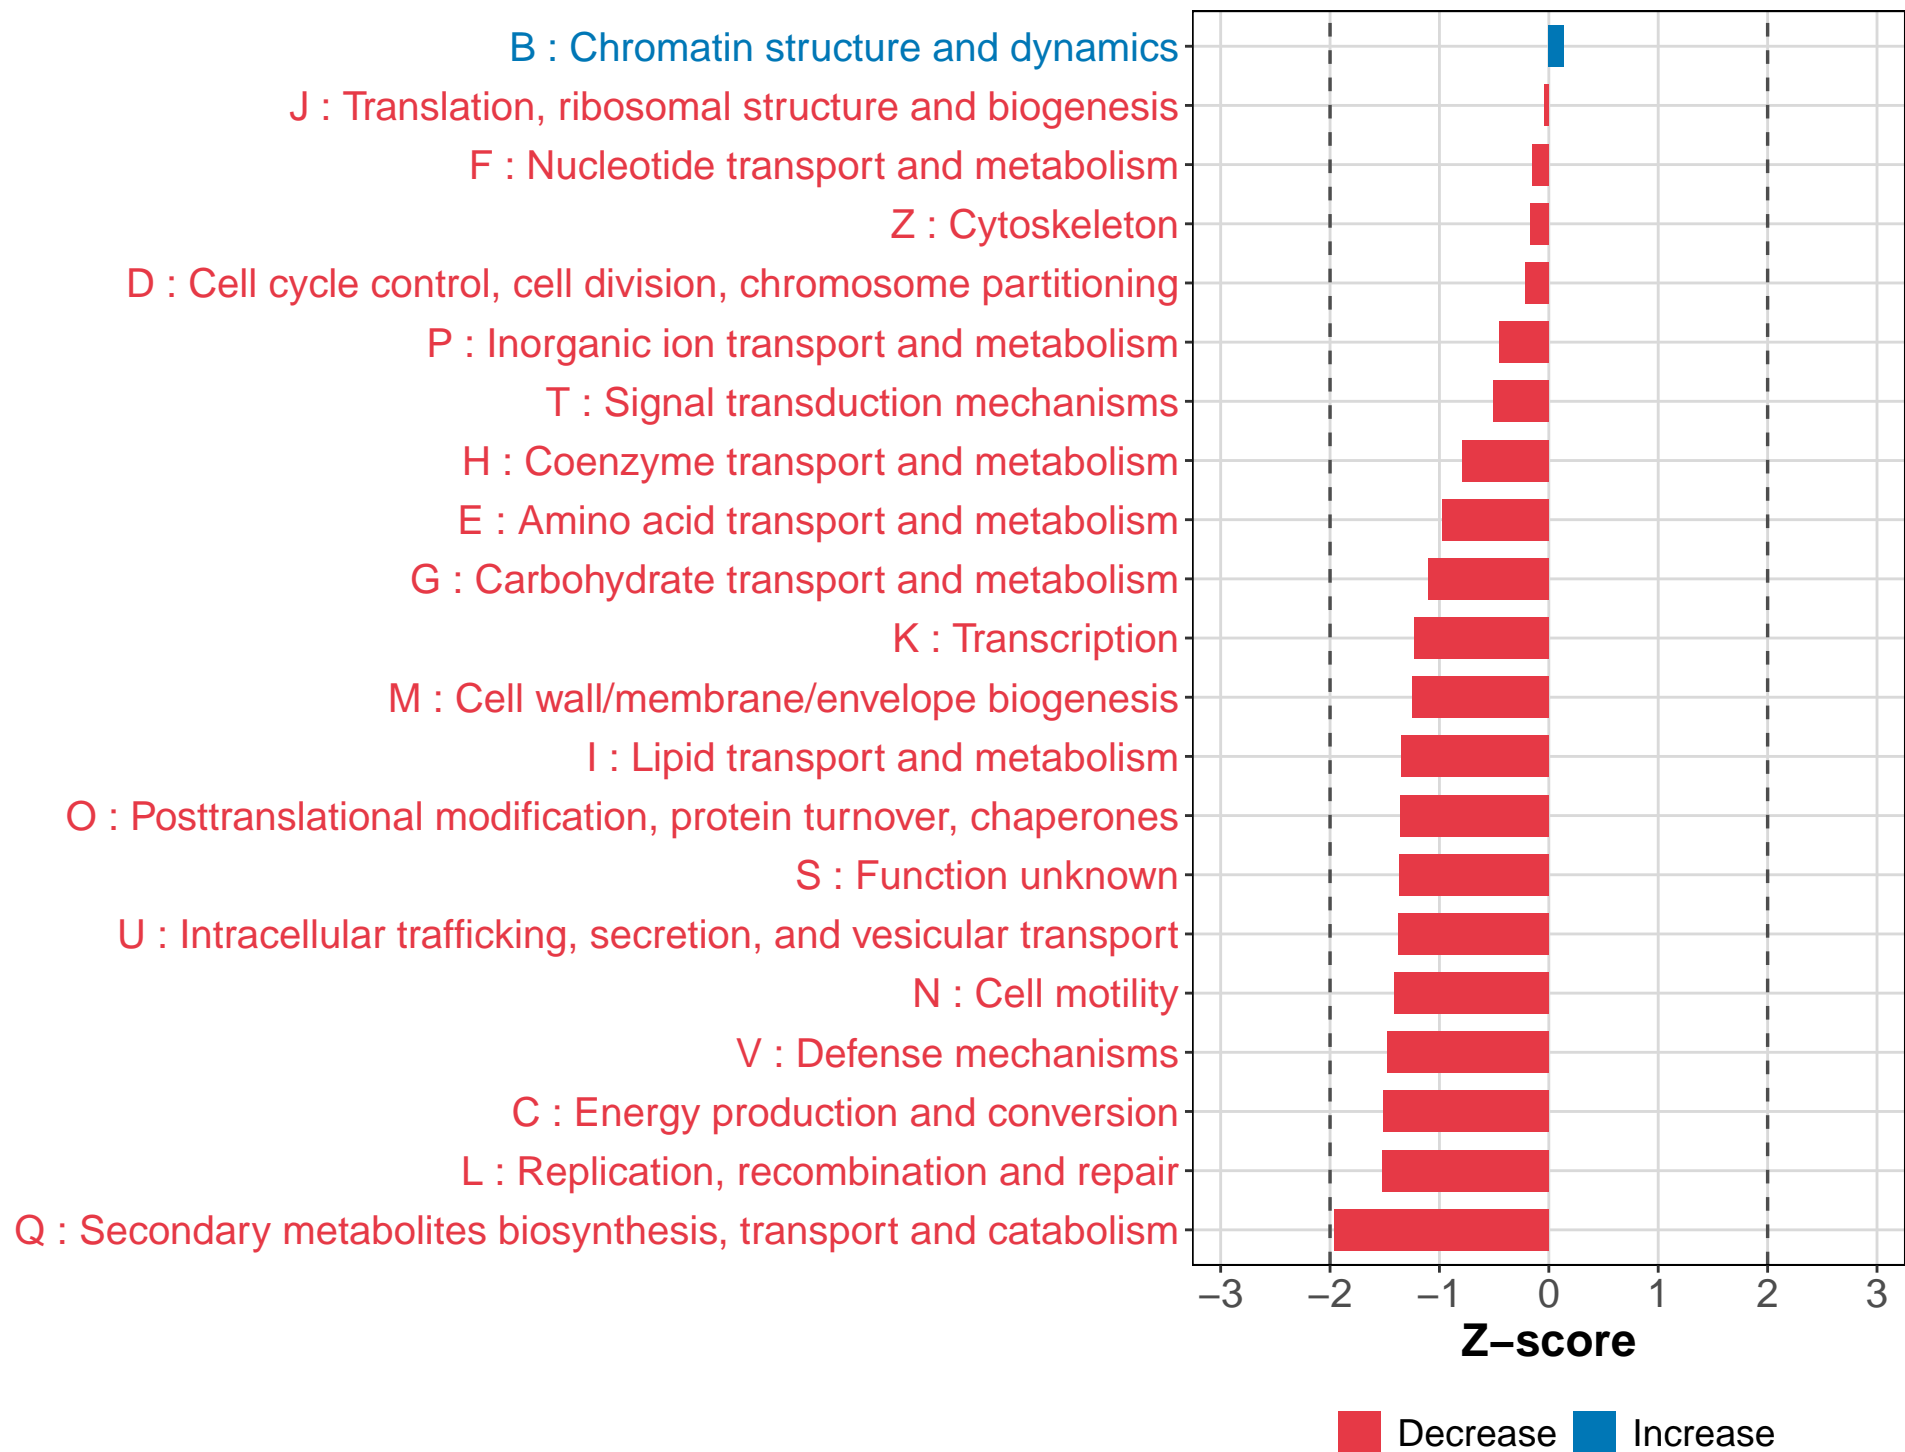 B : Chromatin structure and dynamics
J : Translation, ribosomal structure and biogenesis
F : Nucleotide transport and metabolism
Z : Cytoskeleton
D : Cell cycle control, cell division, chromosome partitioning
P : Inorganic ion transport and metabolism
T : Signal transduction mechanisms
H : Coenzyme transport and metabolism
E : Amino acid transport and metabolism
G : Carbohydrate transport and metabolism
K : Transcription
M : Cell wall/membrane/envelope biogenesis
I : Lipid transport and metabolism
O : Posttranslational modification, protein turnover, chaperones
S : Function unknown
U : Intracellular trafficking, secretion, and vesicular transport
N : Cell motility
V : Defense mechanisms
C : Energy production and conversion
L : Replication, recombination and repair
Q : Secondary metabolites biosynthesis, transport and catabolism
−3 −2 −1 0 1 2 3
Z−score
Decrease Increase